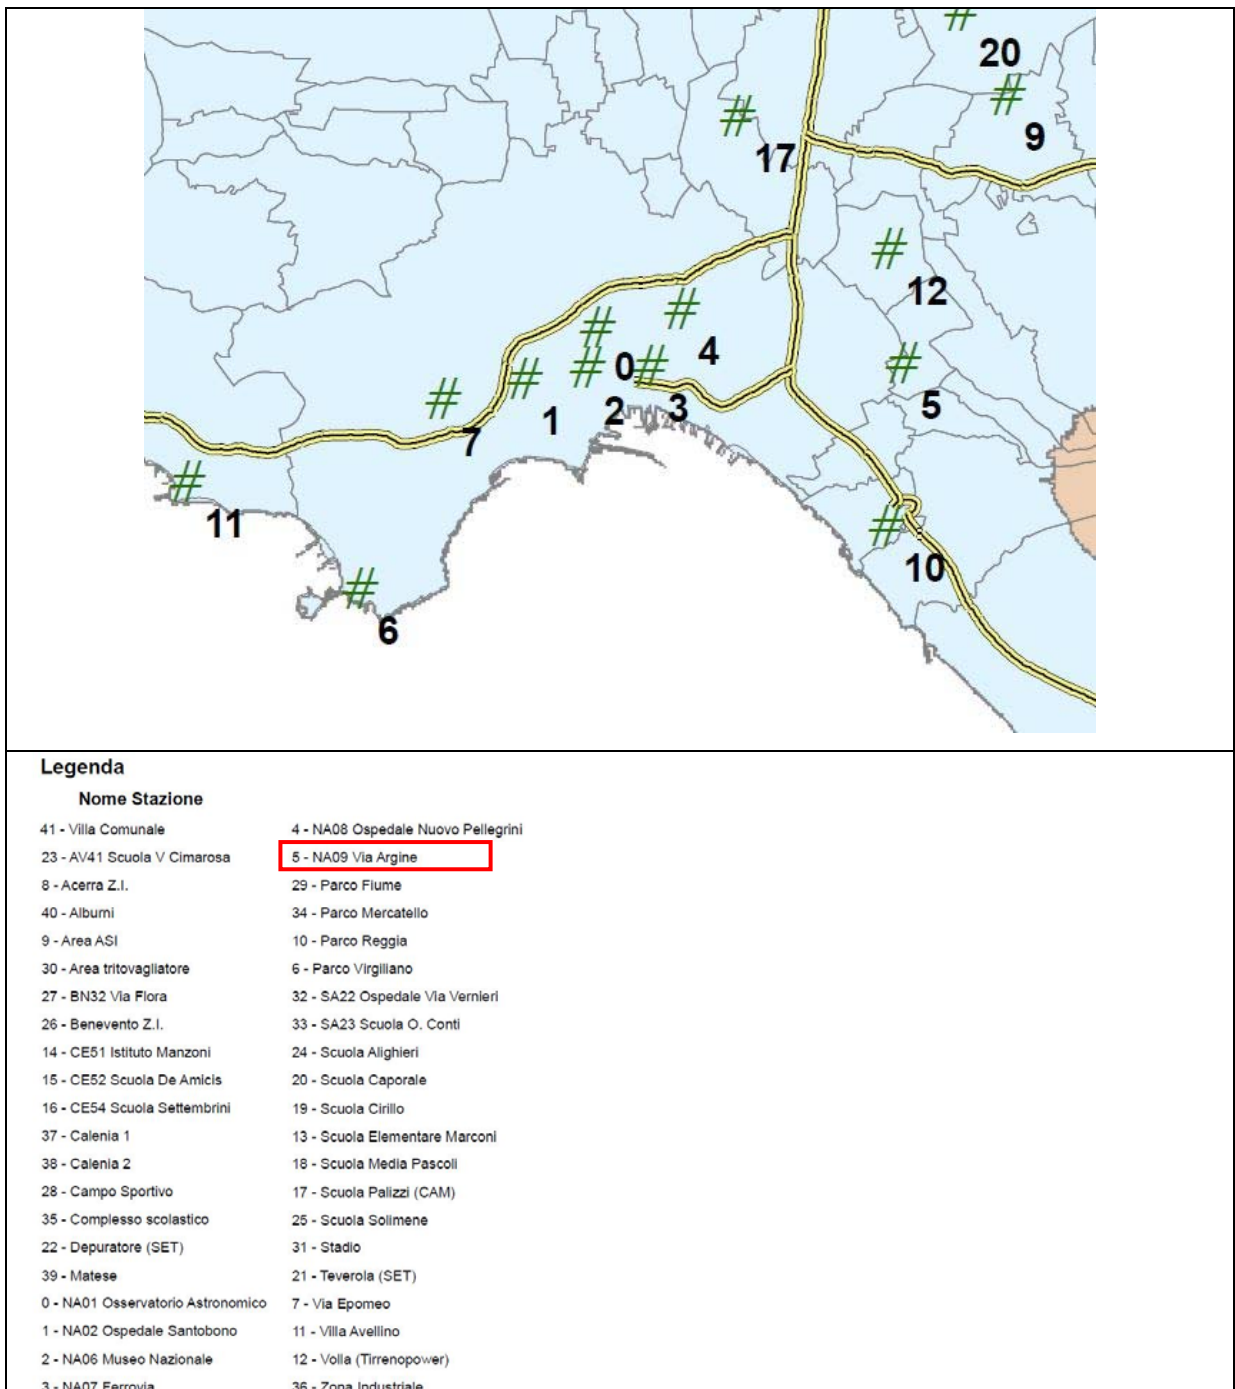 20
9
17
12
0
4
1
2
3
5
7
11
10
6
Legenda
Nome Stazione
41 - Villa Comunale
23 - AV41 Scuola V Cimarosa
8 - Acerra Z.I.
40 - Alburni
9 - Area ASI
30 - Area tritovagliatore
27 - BN32 Via Flora
26 - Benevento Z.I.
14 - CE51 Istituto Manzoni
15 - CE52 Scuola De Amicis
16 - CE54 Scuola Settembrini
37 - Calenia 1
38 - Calenia 2
28 - Campo Sportivo
35 - Complesso scolastico
22 - Depuratore (SET)
39 - Matese
0 - NA01 Osservatorio Astronomico
1 - NA02 Ospedale Santobono
2 - NA06 Museo Nazionale
3 - NA07 Ferrovia
4 - NA08 Ospedale Nuovo Pellegrini
5 - NA09 Via Argine
29 - Parco Fiume
34 - Parco Mercatello
10 - Parco Reggia
6 - Parco Virgiliano
32 - SA22 Ospedale Via Vernieri
33 - SA23 Scuola O. Conti
24 - Scuola Alighieri
20 - Scuola Caporale
19 - Scuola Cirillo
13 - Scuola Elementare Marconi
18 - Scuola Media Pascoli
17 - Scuola Palizzi (CAM)
25 - Scuola Solimene
31 - Stadio
21 - Teverola (SET)
7 - Via Epomeo
11 - Villa Avellino
12 - Volla (Tirrenopower)
36 - Zona Industriale